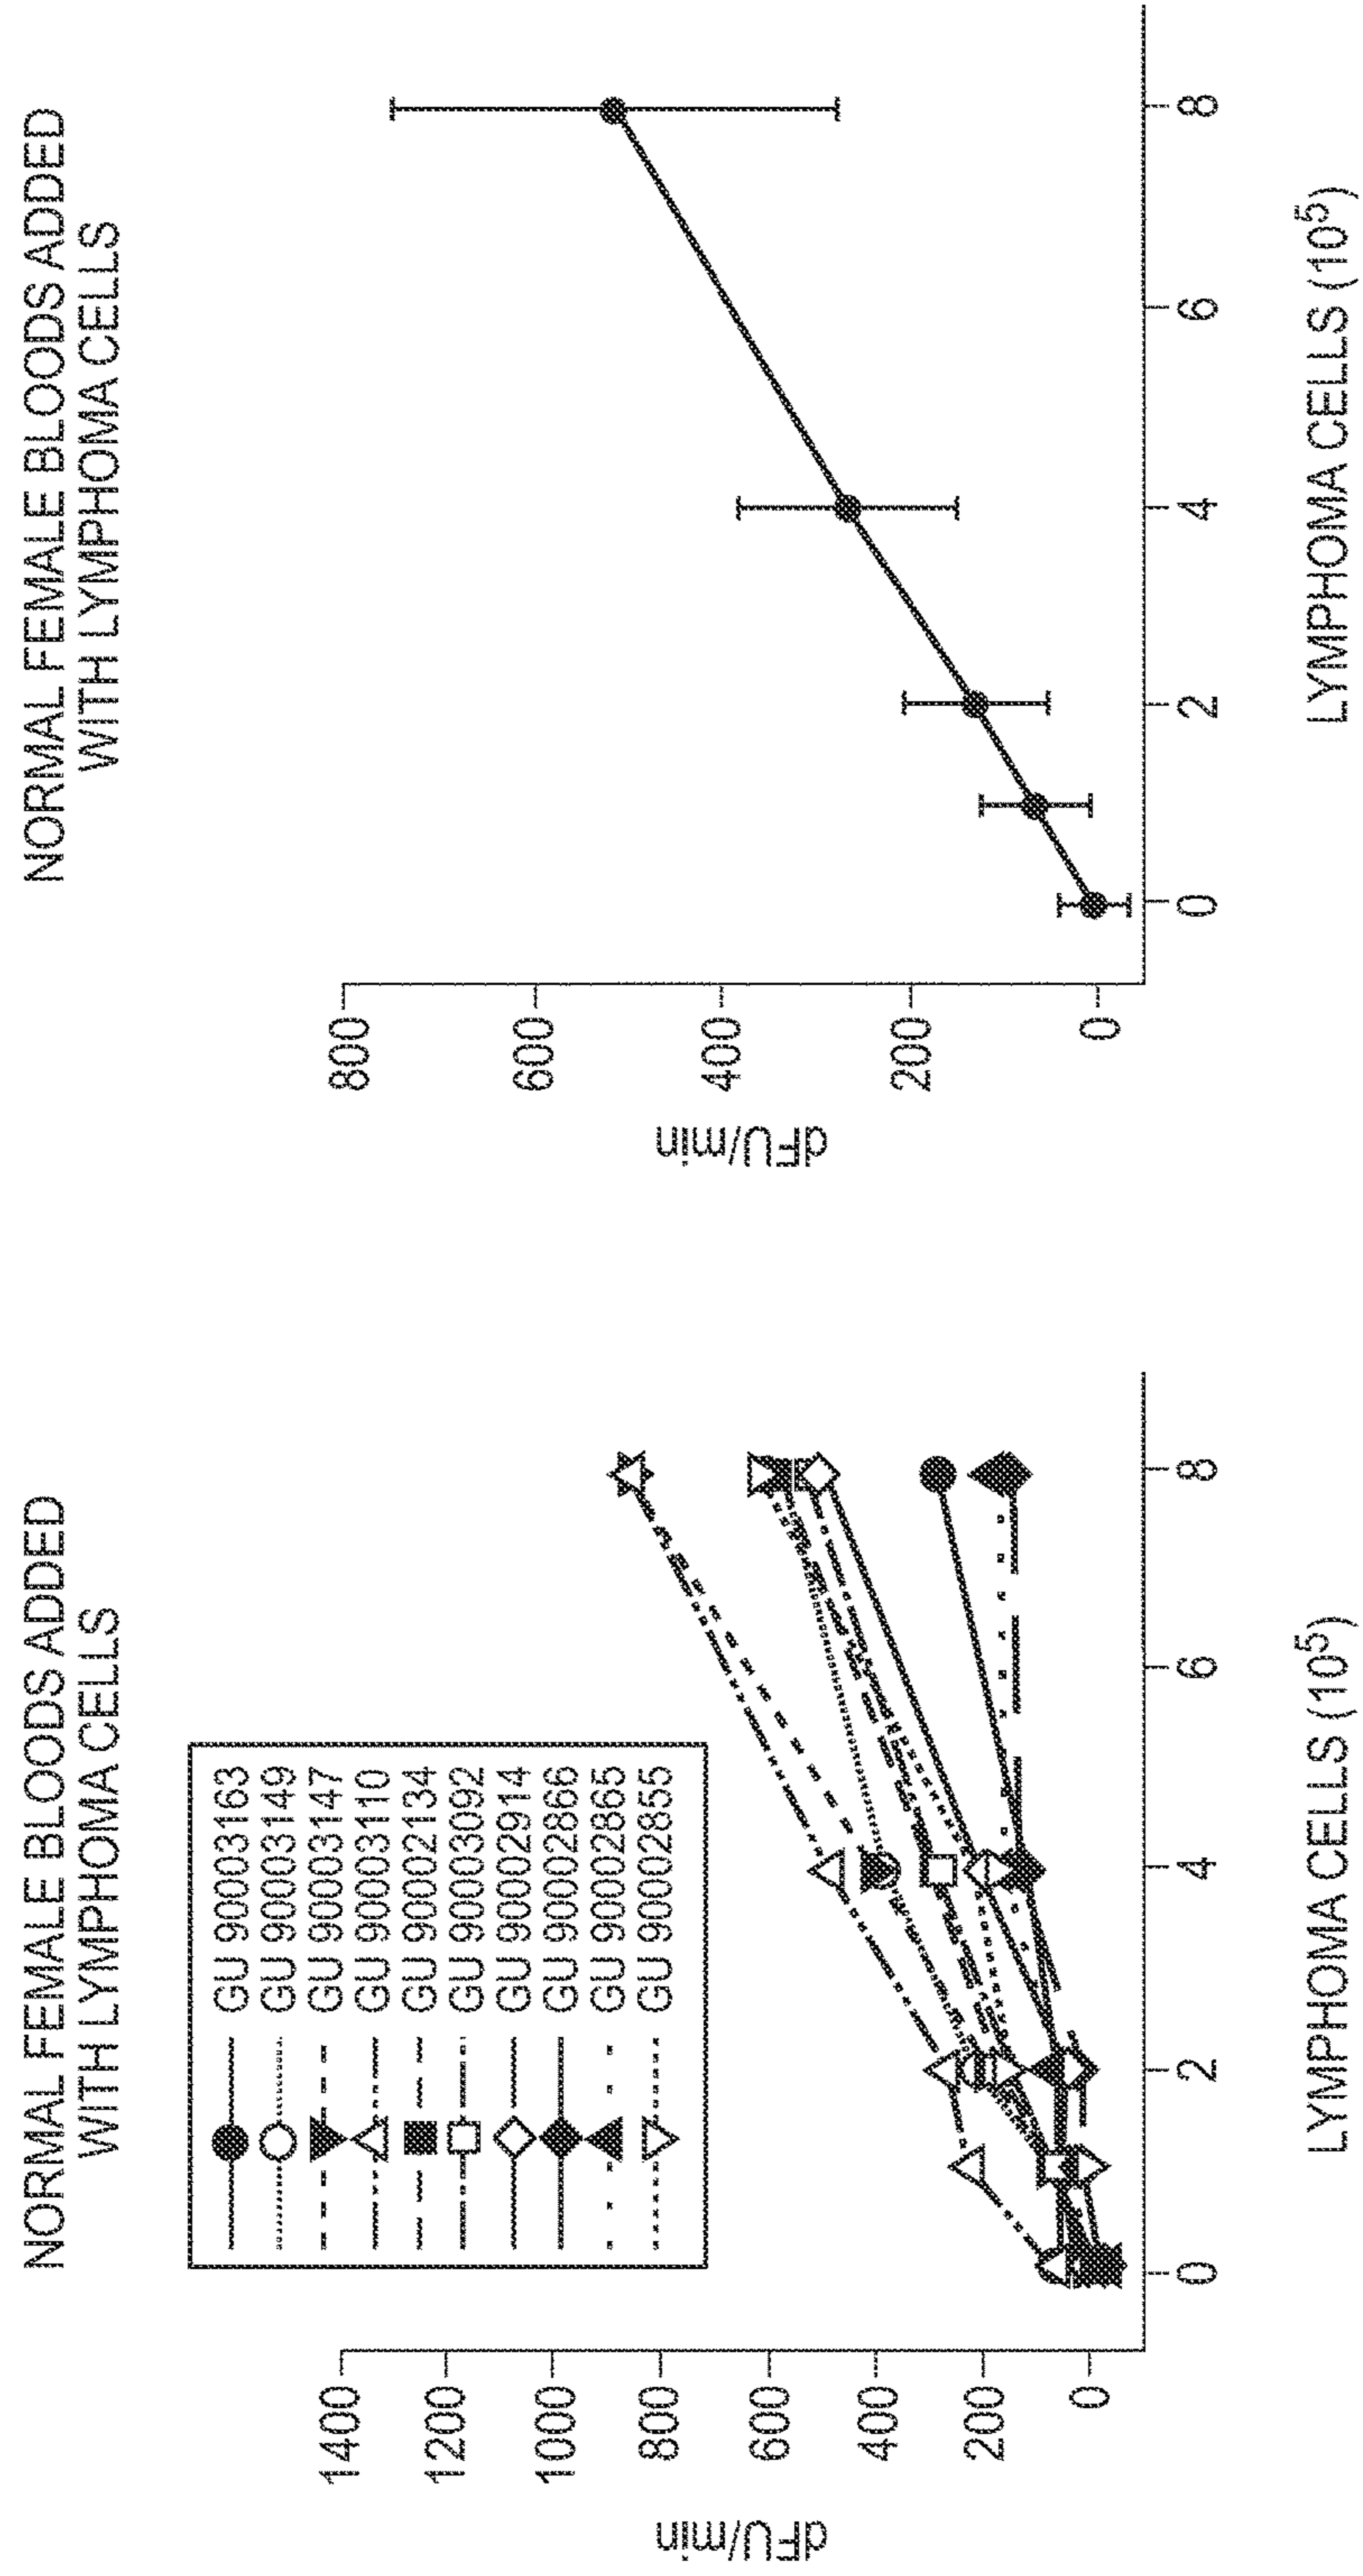 NORMAL FEMALE BLOODS ADDED
WITH LYMPHOMA CELLS
GU 90003163
GU 90003149
GU 90003147
GU 90003110
GU 90002134
GU 90003092
GU 90002914
GU 90002866
GU 90002865
GU 90002855
dFU/min
1400
1200
1000
800
600
400
200
0
0
2
4
6
8
LYMPHOMA CELLS (10⁵)
NORMAL FEMALE BLOODS ADDED
WITH LYMPHOMA CELLS
dFU/min
800
600
400
200
0
0
2
4
6
8
LYMPHOMA CELLS (10⁵)